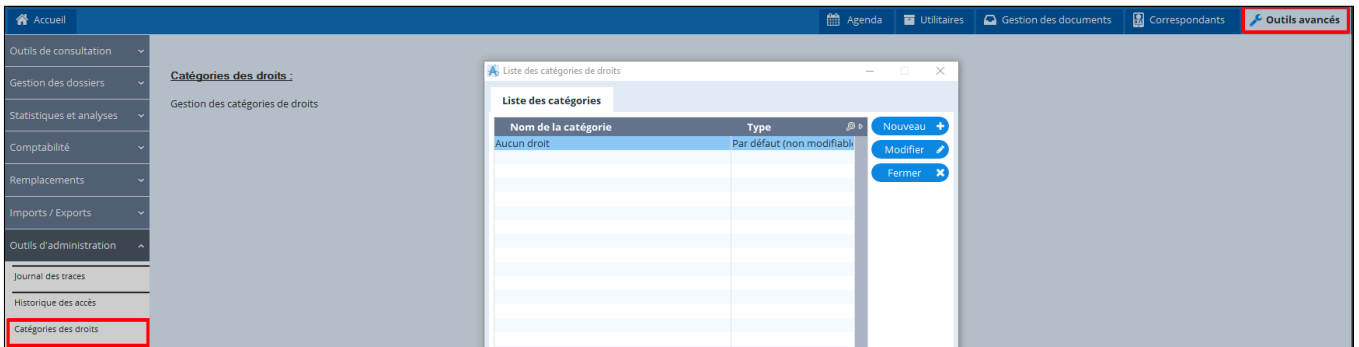 Accueil
Agenda
Utilitaires
Gestion des documents
Correspondants
Outils avancés
Outils de consultation
Gestion des dossiers
Statistiques et analyses
Comptabilité
Remplacements
Imports / Exports
Outils d'administration
Journal des traces
Historique des accès
Catégories des droits
Catégories des droits :
Gestion des catégories de droits
Liste des catégories de droits
Liste des catégories
Nom de la catégorie Type
Aucun droit Par défaut (non modifiable
Nouveau
Modifier
Fermer